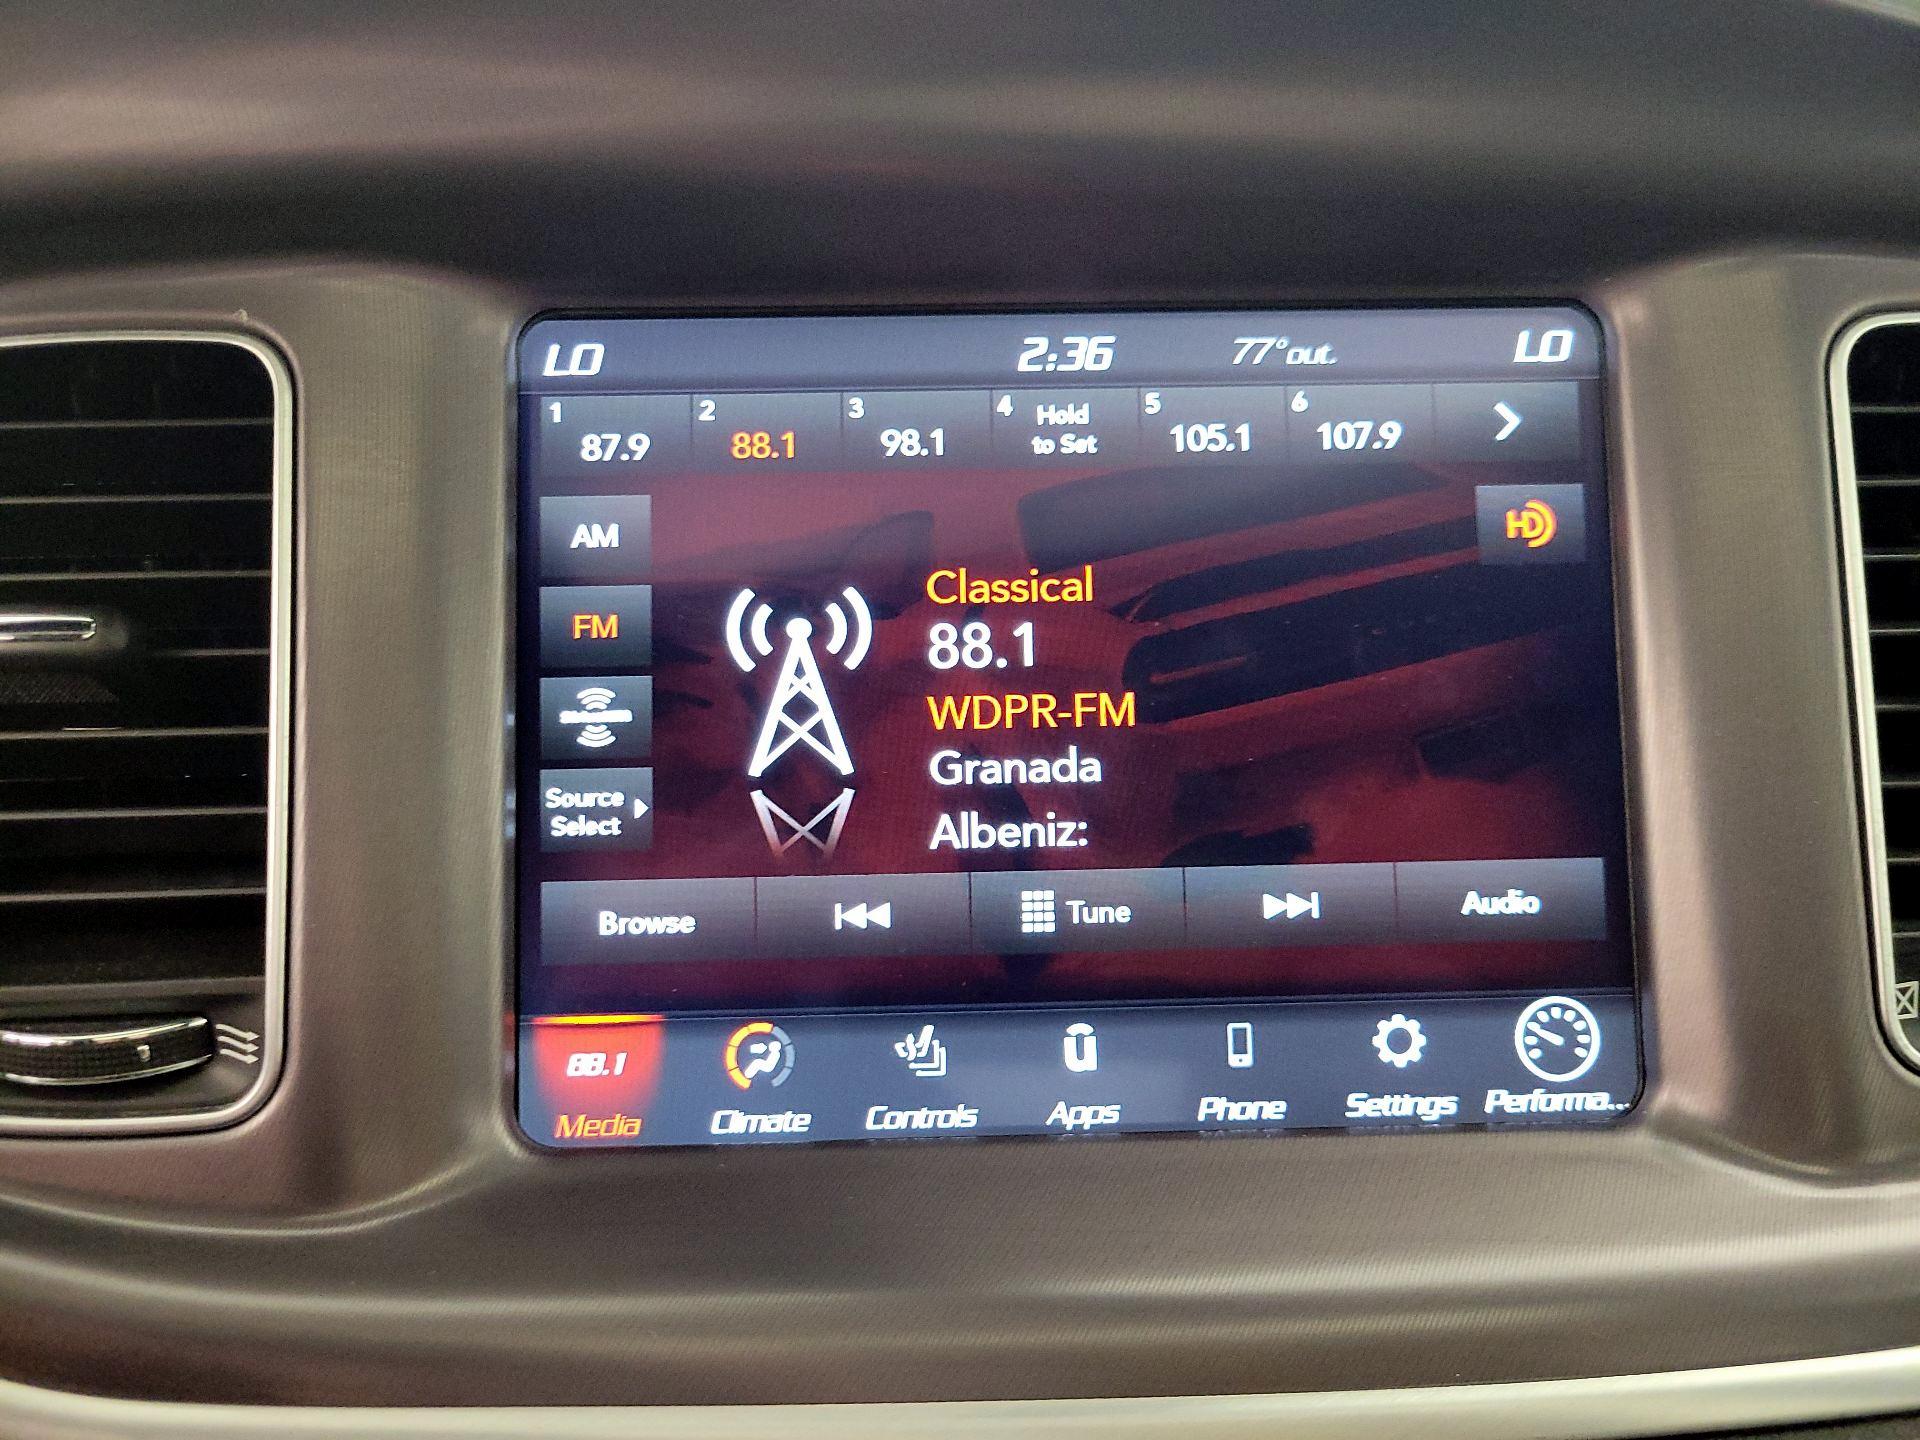 LO 2:36 77°out. LO
1 2 3 4 Hold 5 6
87.9 88.1 98.1 to Set 105.1 107.9
AM
HD
Classical
FM
88.1
WDPR-FM
Granada
Source
Select
Albeniz:
Browse Tune Audio
88.1
Media Climate Controls Apps Phone Settings Performa...